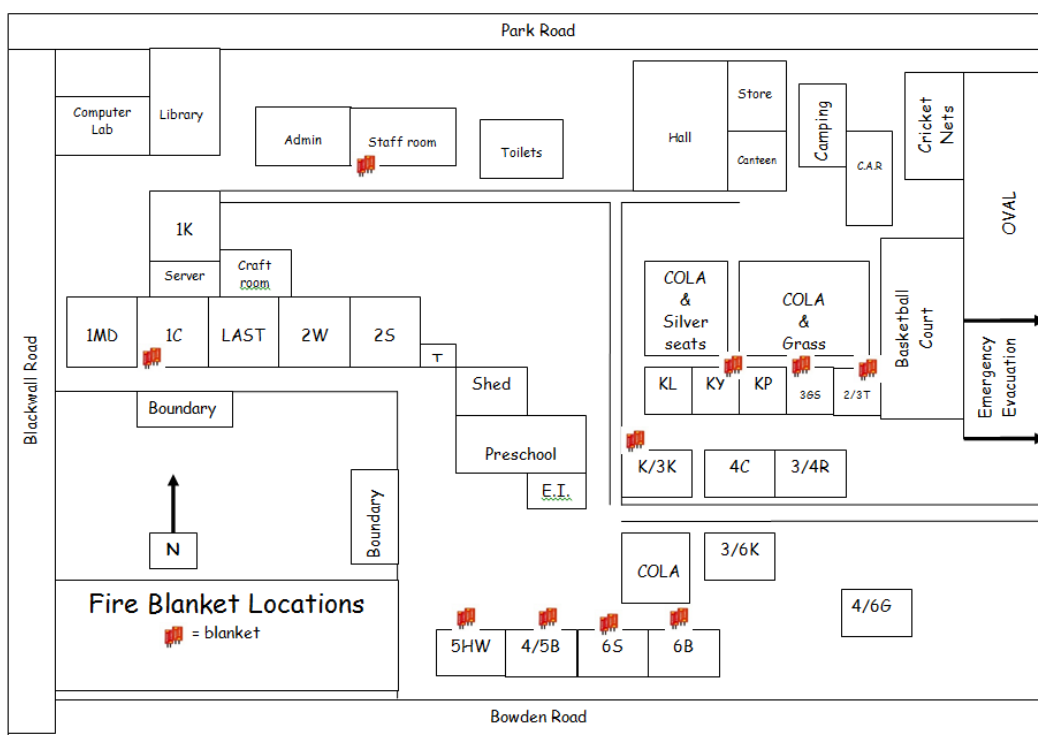 Park Road
Blackwall Road
Computer
Lab
Library
Admin
Staff room
Toilets
Hall
Store
Canteen
Camping
C.A.R
Cricket
Nets
OVAL
1K
Server
Craft
room
1MD
1C
LAST
2W
2S
T
Shed
Preschool
E.I.
Boundary
Boundary
N
COLA
&
Silver
seats
COLA
&
Grass
Basketball
Court
Emergency
Evacuation
KL
KY
KP
3GS
2/3T
K/3K
4C
3/4R
COLA
3/6K
4/6G
Fire Blanket Locations
= blanket
5HW
4/5B
6S
6B
Bowden Road